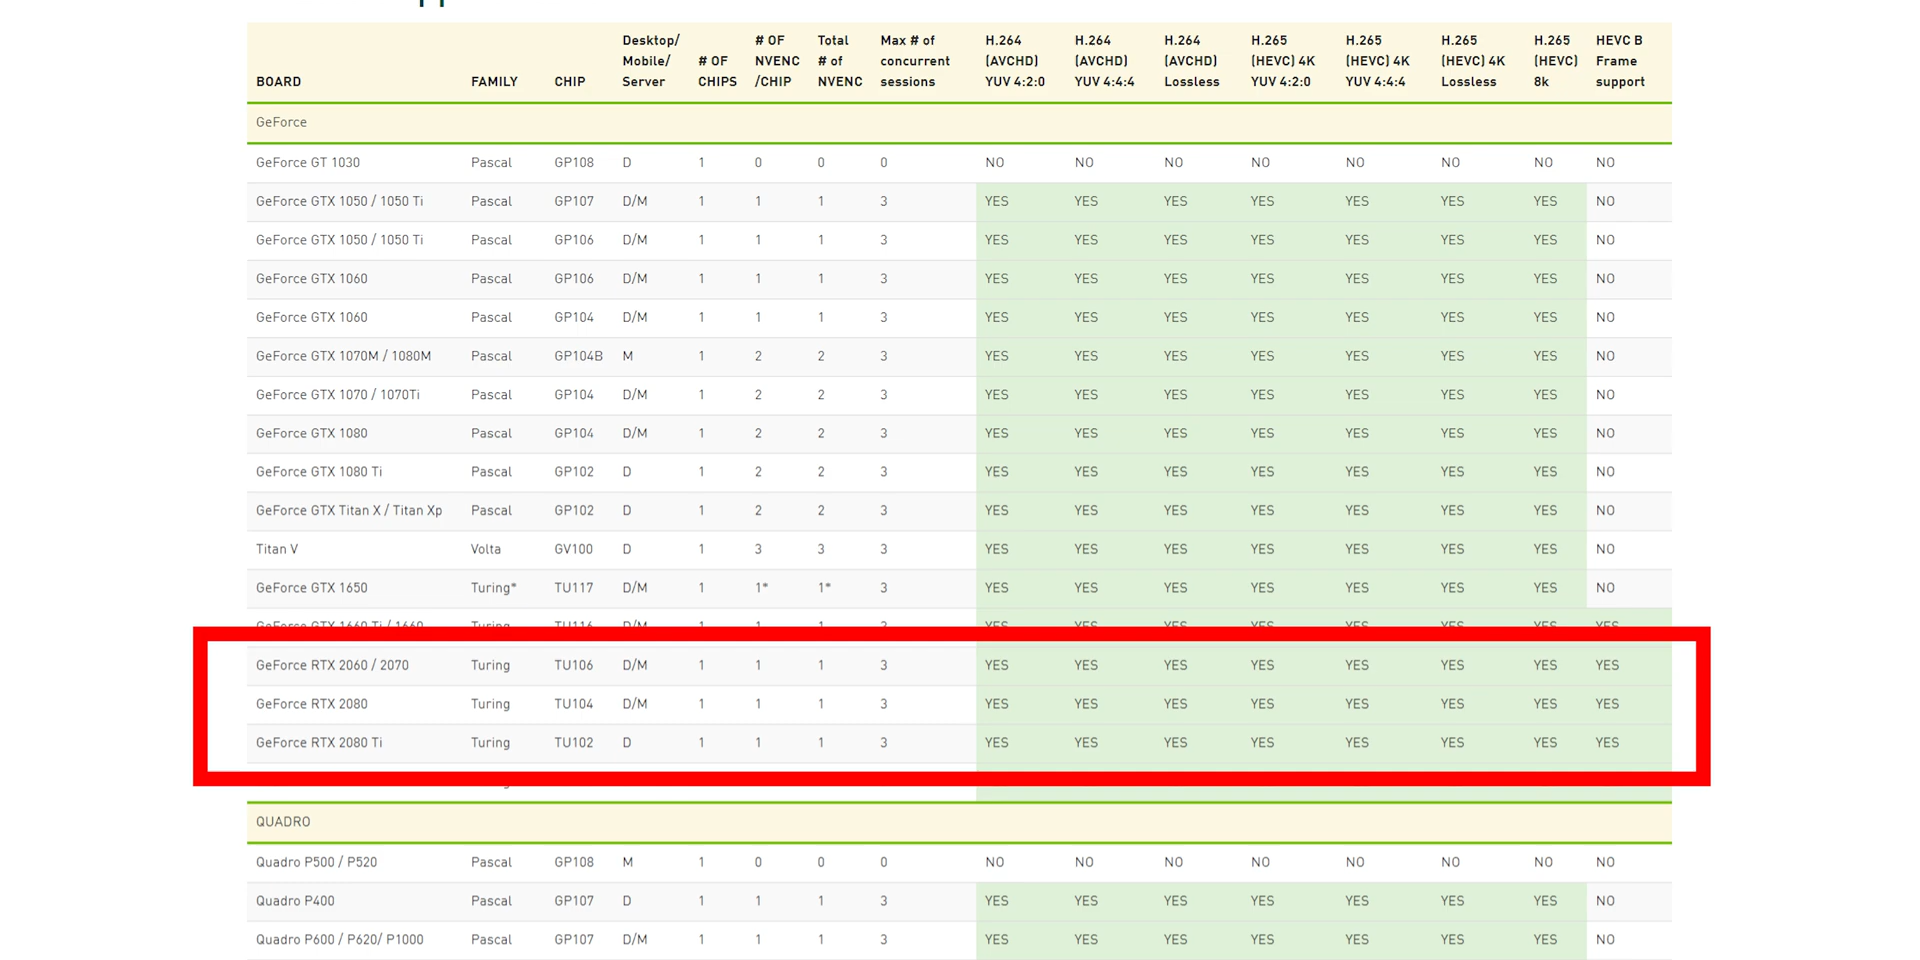 BOARD FAMILY CHIP Desktop/ Mobile/ Server # OF CHIPS # OF NVENC /CHIP Total # of NVENC Max # of concurrent sessions H.264 (AVCHD) YUV 4:2:0 H.264 (AVCHD) YUV 4:4:4 H.264 (AVCHD) Lossless H.265 (HEVC) 4K YUV 4:2:0 H.265 (HEVC) 4K YUV 4:4:4 H.265 (HEVC) 4K Lossless H.265 (HEVC) 8k HEVC B Frame support
GeForce
GeForce GT 1030 Pascal GP108 D 1 0 0 0 NO NO NO NO NO NO NO NO
GeForce GTX 1050 / 1050 Ti Pascal GP107 D/M 1 1 1 3 YES YES YES YES YES YES YES NO
GeForce GTX 1050 / 1050 Ti Pascal GP106 D/M 1 1 1 3 YES YES YES YES YES YES YES NO
GeForce GTX 1060 Pascal GP106 D/M 1 1 1 3 YES YES YES YES YES YES YES NO
GeForce GTX 1060 Pascal GP104 D/M 1 1 1 3 YES YES YES YES YES YES YES NO
GeForce GTX 1070M / 1080M Pascal GP104B M 1 2 2 3 YES YES YES YES YES YES YES NO
GeForce GTX 1070 / 1070Ti Pascal GP104 D/M 1 2 2 3 YES YES YES YES YES YES YES NO
GeForce GTX 1080 Pascal GP104 D/M 1 2 2 3 YES YES YES YES YES YES YES NO
GeForce GTX 1080 Ti Pascal GP102 D 1 2 2 3 YES YES YES YES YES YES YES NO
GeForce GTX Titan X / Titan Xp Pascal GP102 D 1 2 2 3 YES YES YES YES YES YES YES NO
Titan V Volta GV100 D 1 3 3 3 YES YES YES YES YES YES YES NO
GeForce GTX 1650 Turing* TU117 D/M 1 1* 1* 3 YES YES YES YES YES YES YES NO
GeForce GTX 1660 Ti / 1660 Turing TU116 D/M 1 1 1 3 YES YES YES YES YES YES YES YES
GeForce RTX 2060 / 2070 Turing TU106 D/M 1 1 1 3 YES YES YES YES YES YES YES YES
GeForce RTX 2080 Turing TU104 D/M 1 1 1 3 YES YES YES YES YES YES YES YES
GeForce RTX 2080 Ti Turing TU102 D 1 1 1 3 YES YES YES YES YES YES YES YES
QUADRO
Quadro P500 / P520 Pascal GP108 M 1 0 0 0 NO NO NO NO NO NO NO NO
Quadro P400 Pascal GP107 D 1 1 1 3 YES YES YES YES YES YES YES NO
Quadro P600 / P620/ P1000 Pascal GP107 D/M 1 1 1 3 YES YES YES YES YES YES YES NO